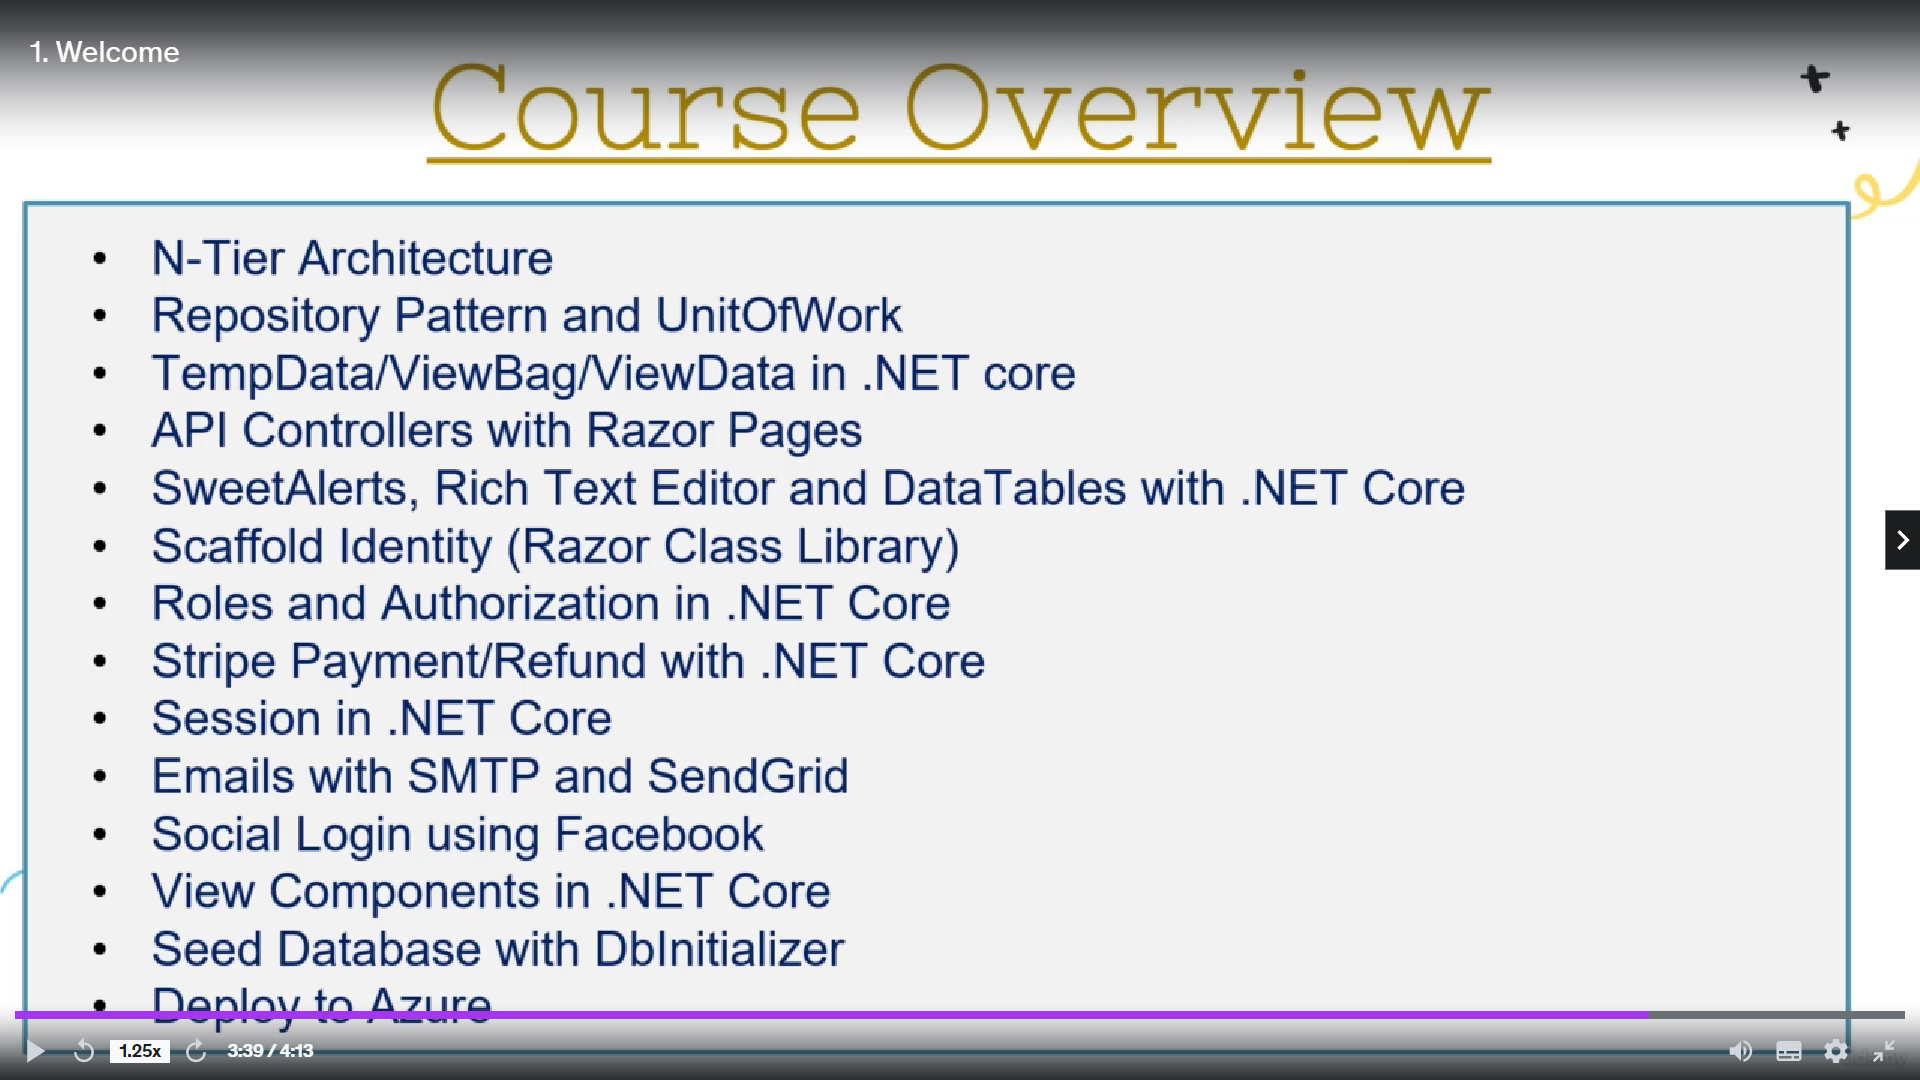 1. Welcome
Course Overview
• N-Tier Architecture
• Repository Pattern and UnitOfWork
• TempData/ViewBag/ViewData in .NET core
• API Controllers with Razor Pages
• SweetAlerts, Rich Text Editor and DataTables with .NET Core
• Scaffold Identity (Razor Class Library)
• Roles and Authorization in .NET Core
• Stripe Payment/Refund with .NET Core
• Session in .NET Core
• Emails with SMTP and SendGrid
• Social Login using Facebook
• View Components in .NET Core
• Seed Database with DbInitializer
• Deploy to Azure
1.25x 3:39 / 4:13